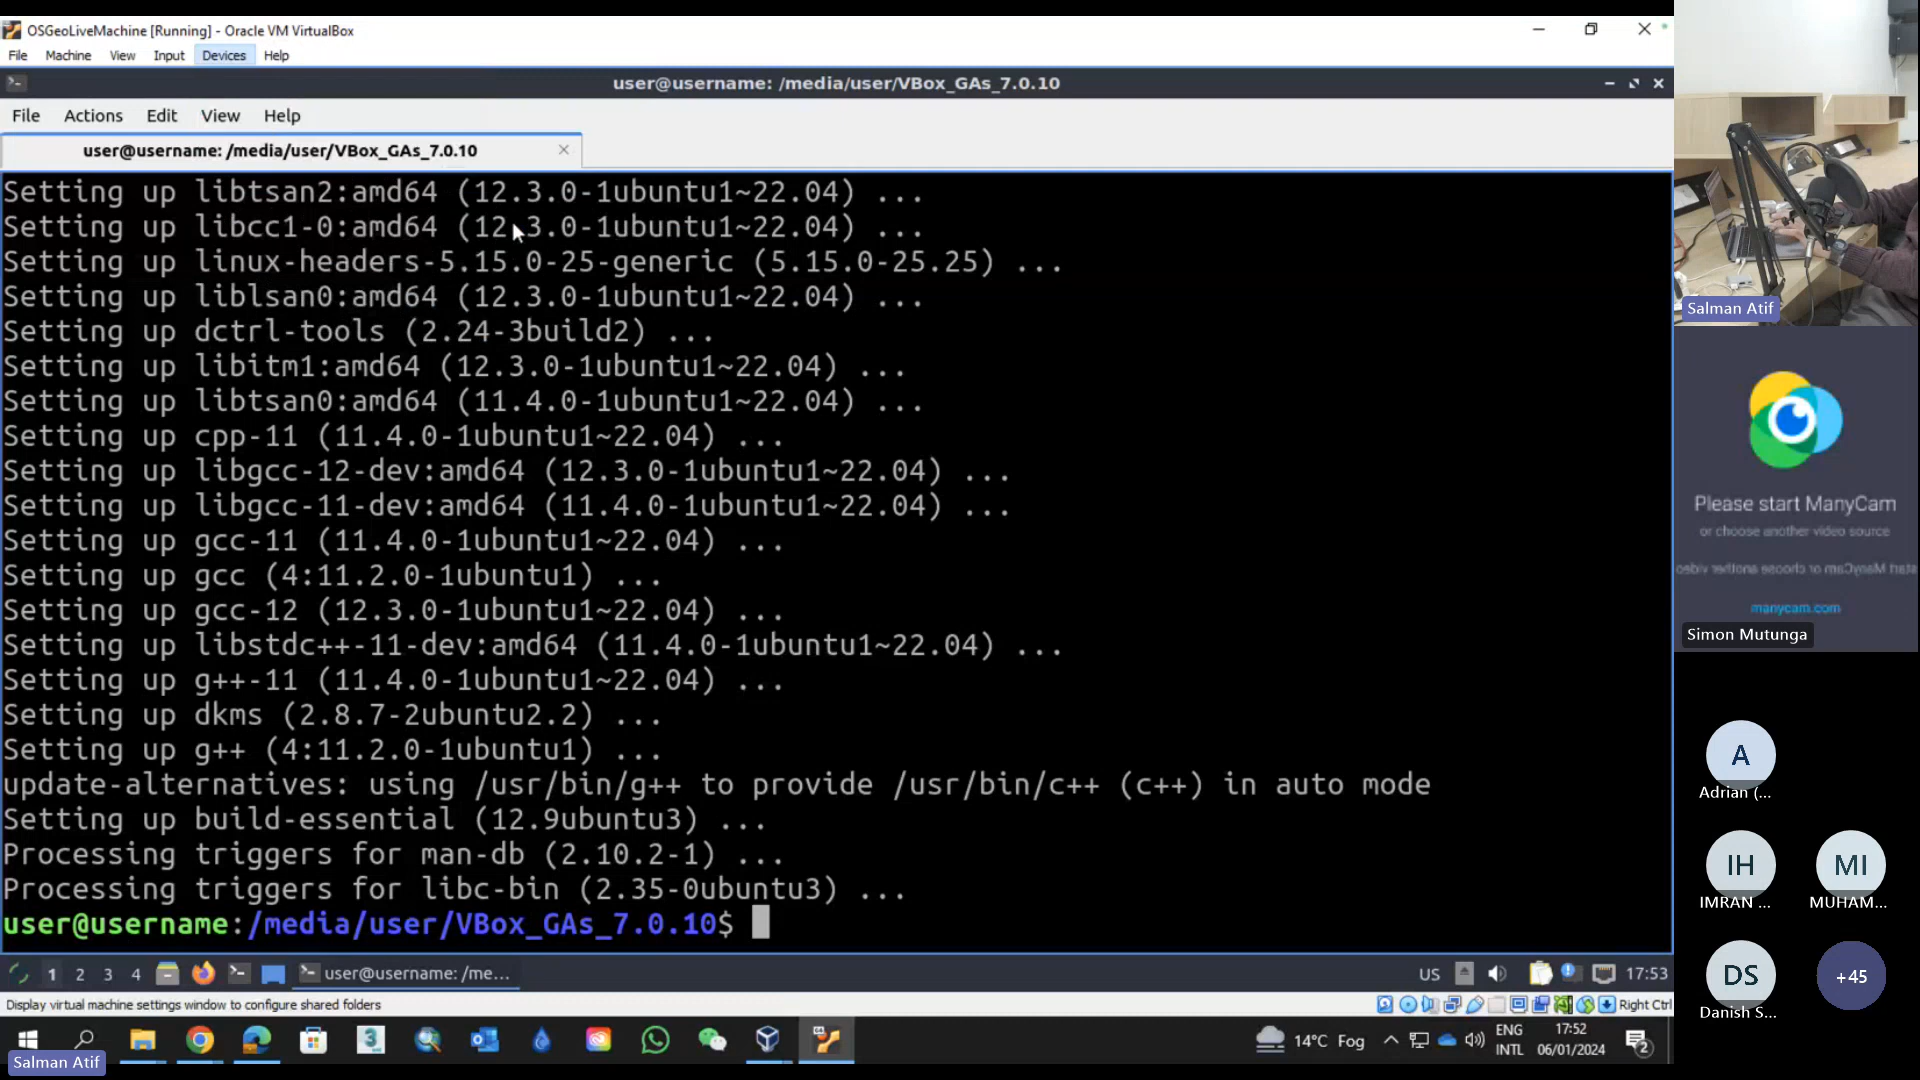 OSGeoLiveMachine [Running] - Oracle VM VirtualBox
File Machine View Input Devices Help
user@username: /media/user/VBox_GAs_7.0.10
File Actions Edit View Help
user@username: /media/user/VBox_GAs_7.0.10
Setting up libtsan2:amd64 (12.3.0-1ubuntu1~22.04) ...
Setting up libcc1-0:amd64 (12.3.0-1ubuntu1~22.04) ...
Setting up linux-headers-5.15.0-25-generic (5.15.0-25.25) ...
Setting up liblsan0:amd64 (12.3.0-1ubuntu1~22.04) ...
Setting up dctrl-tools (2.24-3build2) ...
Setting up libitm1:amd64 (12.3.0-1ubuntu1~22.04) ...
Setting up libtsan0:amd64 (11.4.0-1ubuntu1~22.04) ...
Setting up cpp-11 (11.4.0-1ubuntu1~22.04) ...
Setting up libgcc-12-dev:amd64 (12.3.0-1ubuntu1~22.04) ...
Setting up libgcc-11-dev:amd64 (11.4.0-1ubuntu1~22.04) ...
Setting up gcc-11 (11.4.0-1ubuntu1~22.04) ...
Setting up gcc (4:11.2.0-1ubuntu1) ...
Setting up gcc-12 (12.3.0-1ubuntu1~22.04) ...
Setting up libstdc++-11-dev:amd64 (11.4.0-1ubuntu1~22.04) ...
Setting up g++-11 (11.4.0-1ubuntu1~22.04) ...
Setting up dkms (2.8.7-2ubuntu2.2) ...
Setting up g++ (4:11.2.0-1ubuntu1) ...
update-alternatives: using /usr/bin/g++ to provide /usr/bin/c++ (c++) in auto mode
Setting up build-essential (12.9ubuntu3) ...
Processing triggers for man-db (2.10.2-1) ...
Processing triggers for libc-bin (2.35-0ubuntu3) ...
user@username:/media/user/VBox_GAs_7.0.10$
1 2 3 4 user@username: /me... US 17:53
Display virtual machine settings window to configure shared folders Right Ctrl
14°C Fog
ENG
INTL
17:52
06/01/2024
2
Salman Atif
Salman Atif
Please start ManyCam
or choose another video source
manycam.com
Simon Mutunga
A
Adrian (...
IH
IMRAN ...
MI
MUHAM...
DS
Danish S...
+45